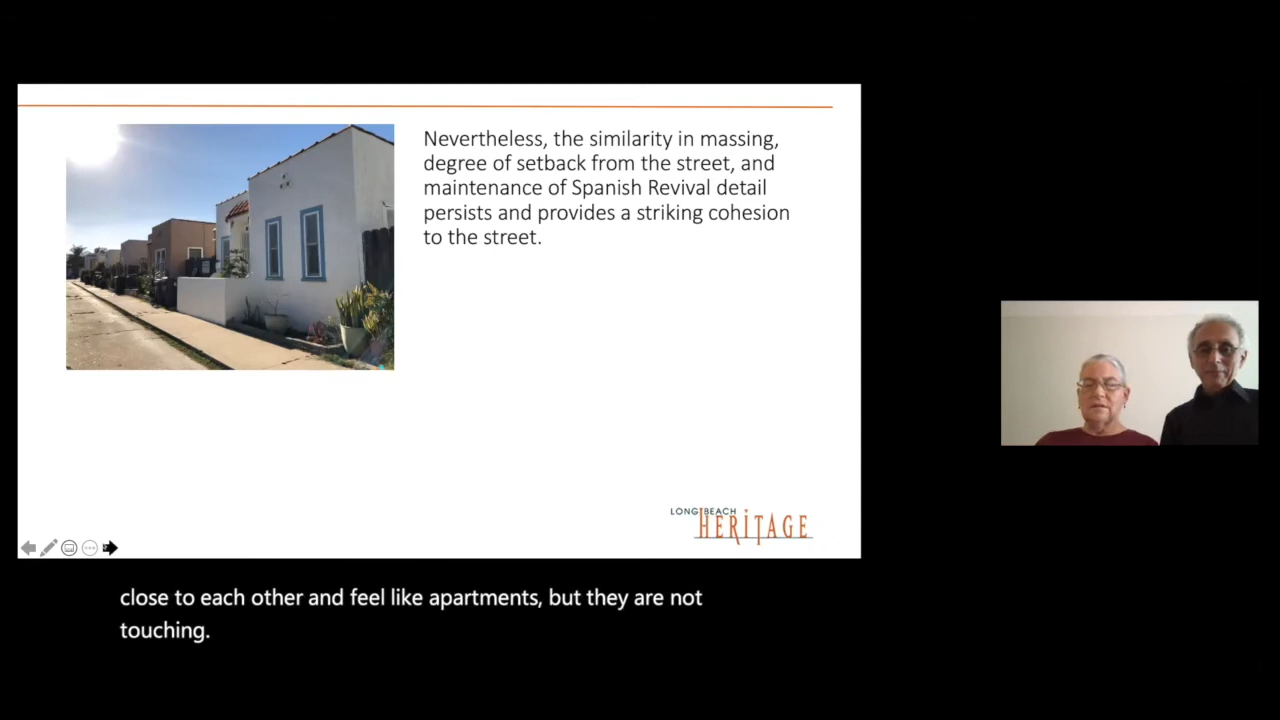 Nevertheless, the similarity in massing,
degree of setback from the street, and
maintenance of Spanish Revival detail
persists and provides a striking cohesion
to the street.
LONG BEACH
HERiTAGE
close to each other and feel like apartments, but they are not
touching.